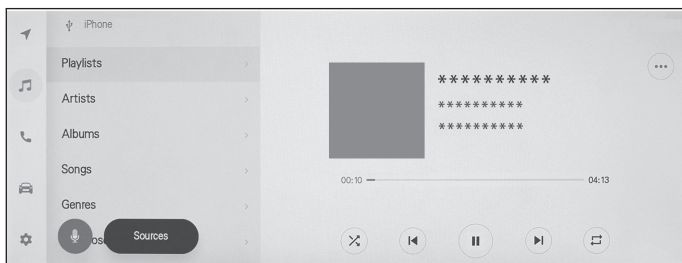 iPhone
Playlists
Artists
Albums
Songs
Genres
Sources
**********
**********
**********
00:10
04:13